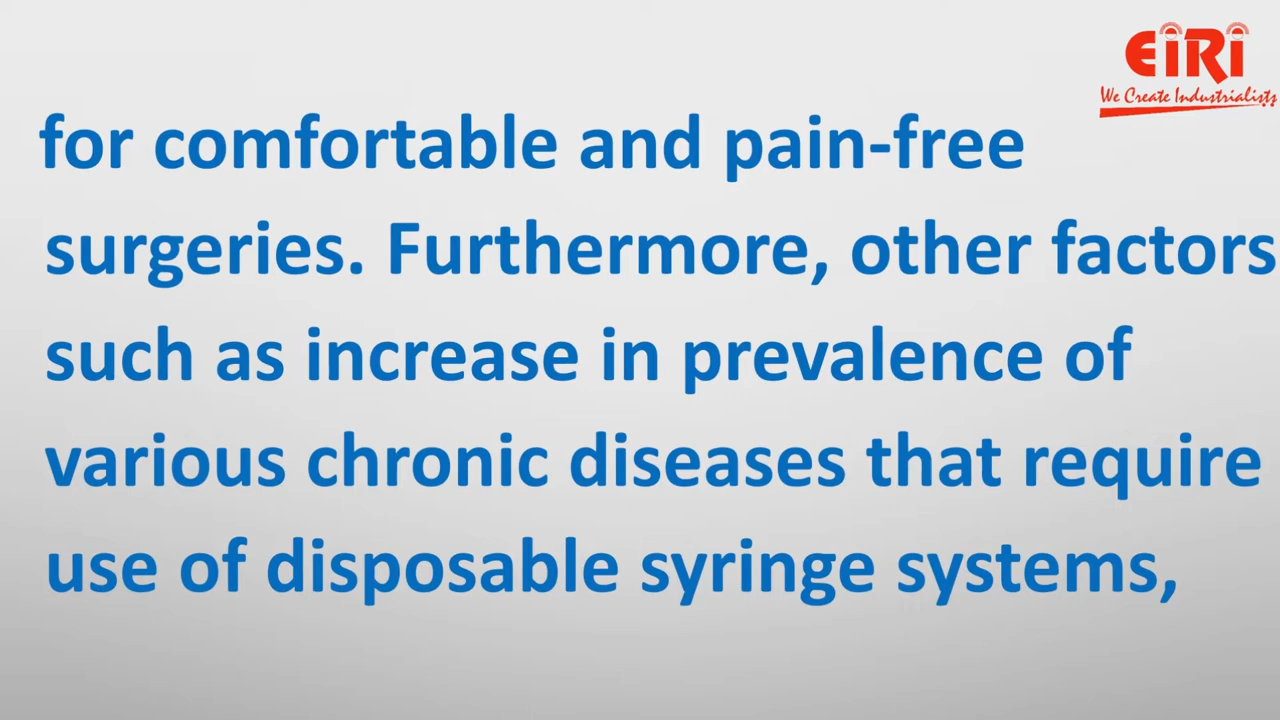 EiRi
We Create Industrialists
for comfortable and pain-free
surgeries. Furthermore, other factors
such as increase in prevalence of
various chronic diseases that require
use of disposable syringe systems,